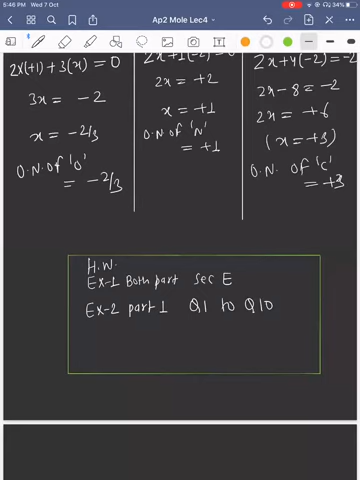 5:46 PM Wed 7 Oct
34%
Ap2 Mole Lec4
2x(+1) + 3(x) = 0
3x = -2
x = -2/3
O.N. of 'O'
= -2/3
2x = +2
x = +1
O.N of 'N'
= +1
2x + 4(-2) = -2
2x - 8 = -2
2x = +6
(x = +3)
O.N. of 'C'
= +3
H.W.
Ex-1 Both part sec E
Ex-2 part 1 Q1 to Q10